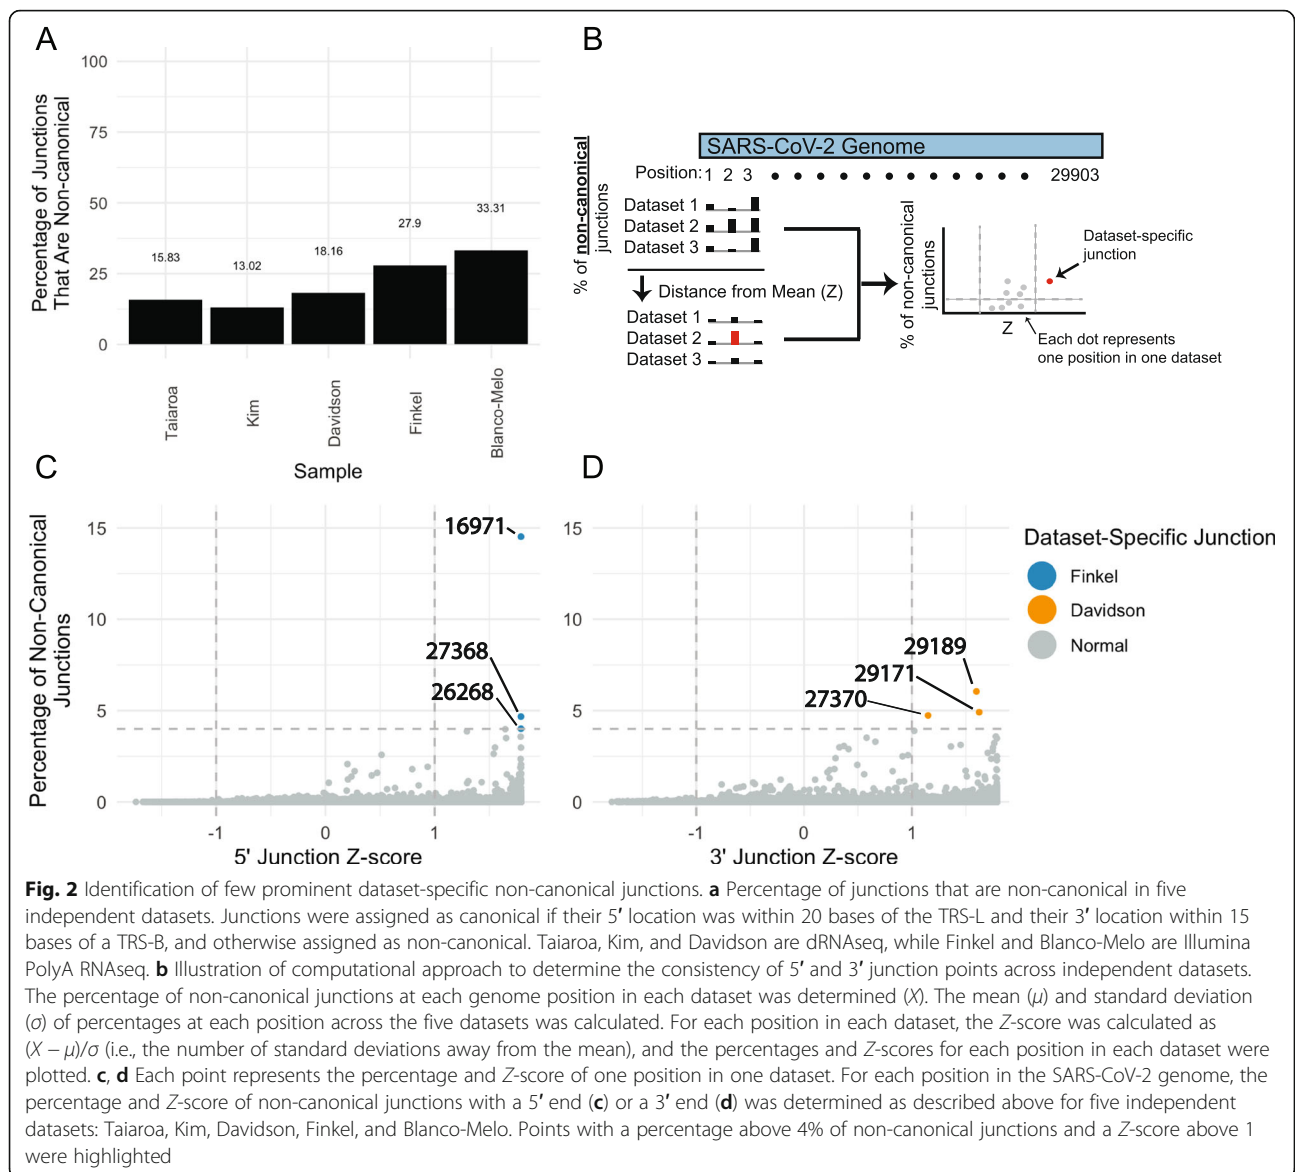 A
Percentage of Junctions
That Are Non-canonical
100
75
50
25
0
15.83
13.02
18.16
27.9
33.31
Taiaroa
Kim
Davidson
Finkel
Blanco-Melo
Sample
B
% of non-canonical
junctions
SARS-CoV-2 Genome
Position: 1 2 3 29903
Dataset 1
Dataset 2
Dataset 3
Distance from Mean (Z)
Dataset 1
Dataset 2
Dataset 3
% of non-canonical
junctions
Z
Dataset-specific
junction
Each dot represents
one position in one dataset
C
Percentage of Non-Canonical
Junctions
15
10
5
0
16971
27368
26268
-1 0 1
5' Junction Z-score
D
15
10
5
0
29189
29171
27370
-1 0 1
3' Junction Z-score
Dataset-Specific Junction
Finkel
Davidson
Normal
Fig. 2 Identification of few prominent dataset-specific non-canonical junctions. a Percentage of junctions that are non-canonical in five
independent datasets. Junctions were assigned as canonical if their 5′ location was within 20 bases of the TRS-L and their 3′ location within 15
bases of a TRS-B, and otherwise assigned as non-canonical. Taiaroa, Kim, and Davidson are dRNAseq, while Finkel and Blanco-Melo are Illumina
PolyA RNAseq. b Illustration of computational approach to determine the consistency of 5′ and 3′ junction points across independent datasets.
The percentage of non-canonical junctions at each genome position in each dataset was determined (X). The mean (μ) and standard deviation
(σ) of percentages at each position across the five datasets was calculated. For each position in each dataset, the Z-score was calculated as
(X − μ)/σ (i.e., the number of standard deviations away from the mean), and the percentages and Z-scores for each position in each dataset were
plotted. c, d Each point represents the percentage and Z-score of one position in one dataset. For each position in the SARS-CoV-2 genome, the
percentage and Z-score of non-canonical junctions with a 5′ end (c) or a 3′ end (d) was determined as described above for five independent
datasets: Taiaroa, Kim, Davidson, Finkel, and Blanco-Melo. Points with a percentage above 4% of non-canonical junctions and a Z-score above 1
were highlighted